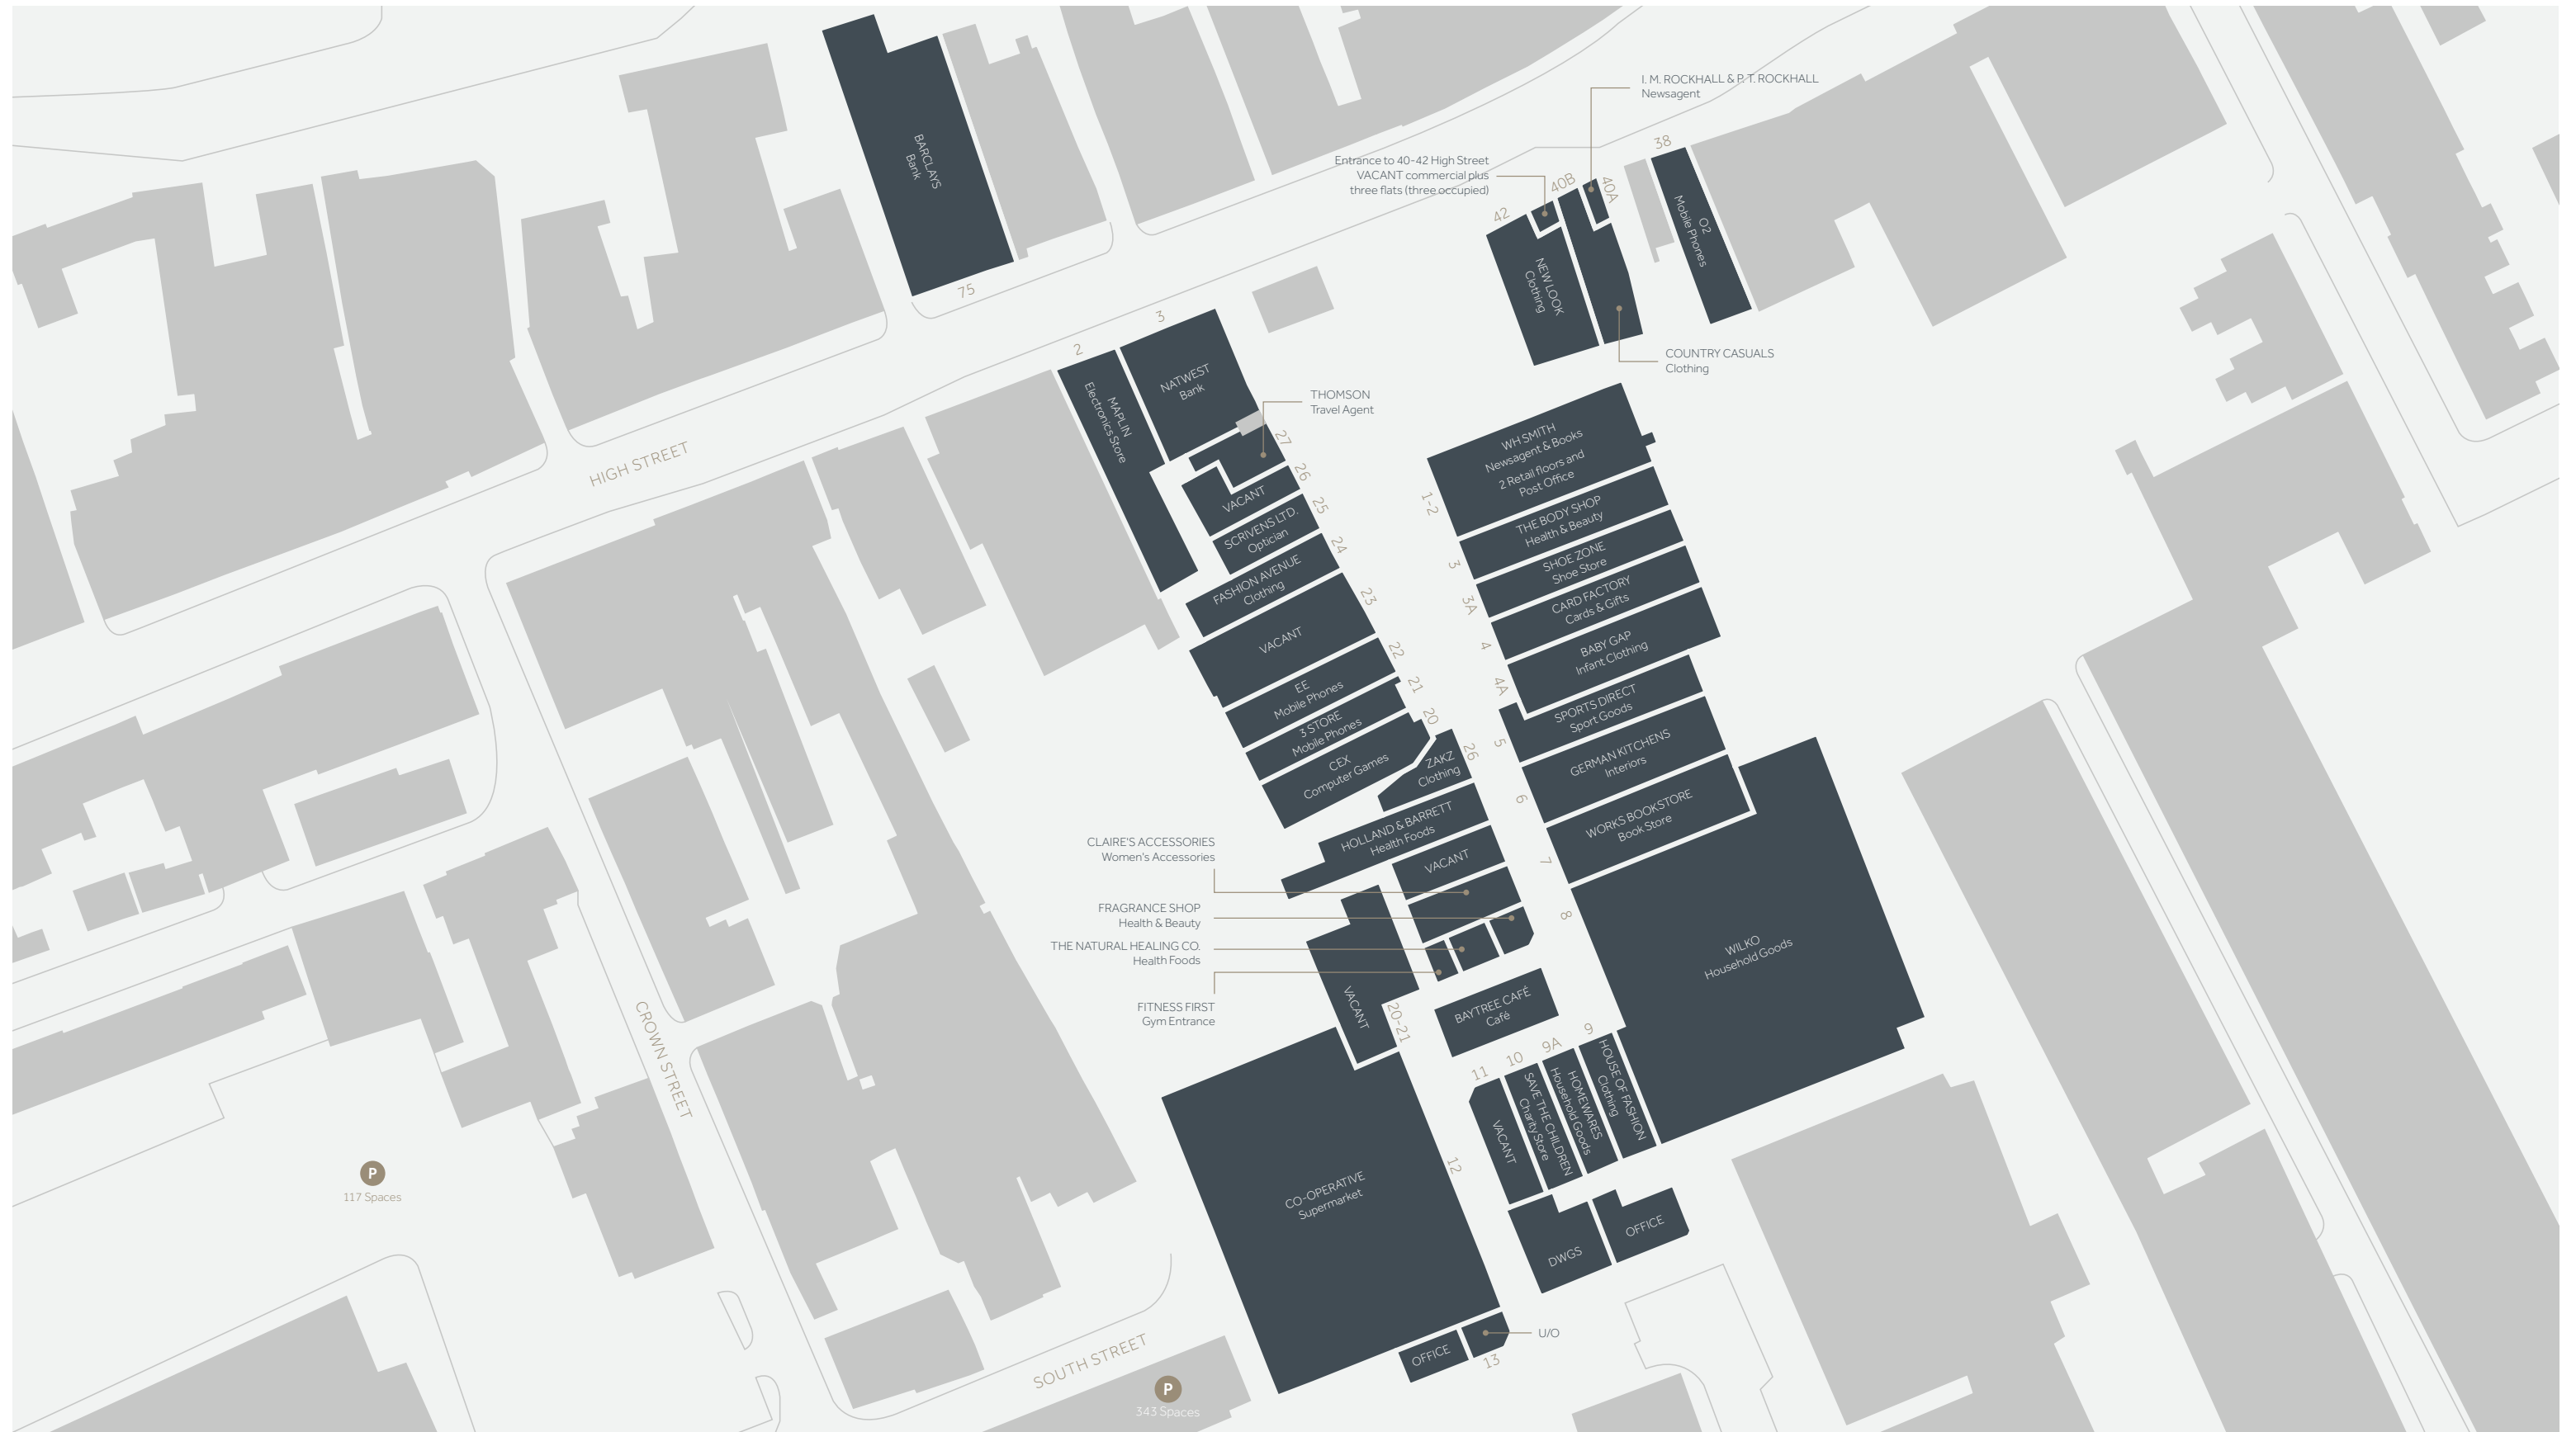 I. M. ROCKHALL & P. T. ROCKHALL
Newsagent
BARCLAYS
Bank
75
Entrance to 40-42 High Street
VACANT commercial plus
three flats (three occupied)
42
40B
40A
38
O2
Mobile Phones
NEW LOOK
Clothing
COUNTRY CASUALS
Clothing
2
3
MAPLIN
Electronics Store
NATWEST
Bank
THOMSON
Travel Agent
HIGH STREET
27
26
VACANT
25
SCRIVENS LTD.
Optician
24
FASHION AVENUE
Clothing
23
VACANT
22
EE
Mobile Phones
21
3 STORE
Mobile Phones
20
CEX
Computer Games
26
ZAKZ
Clothing
HOLLAND & BARRETT
Health Foods
VACANT
CLAIRE'S ACCESSORIES
Women's Accessories
FRAGRANCE SHOP
Health & Beauty
THE NATURAL HEALING CO.
Health Foods
FITNESS FIRST
Gym Entrance
VACANT
20-21
WH SMITH
Newsagent & Books
2 Retail floors and
Post Office
1-2
THE BODY SHOP
Health & Beauty
3
SHOE ZONE
Shoe Store
3A
CARD FACTORY
Cards & Gifts
4
BABY GAP
Infant Clothing
4A
SPORTS DIRECT
Sport Goods
5
GERMAN KITCHENS
Interiors
6
WORKS BOOKSTORE
Book Store
7
8
WILKO
Household Goods
BAYTREE CAFÉ
Café
9
9A
10
11
HOUSE OF FASHION
Clothing
HOMEWARES
Household Goods
SAVE THE CHILDREN
Charity Store
VACANT
12
CO-OPERATIVE
Supermarket
DWGS
OFFICE
U/O
OFFICE
13
CROWN STREET
P
117 Spaces
SOUTH STREET
P
343 Spaces